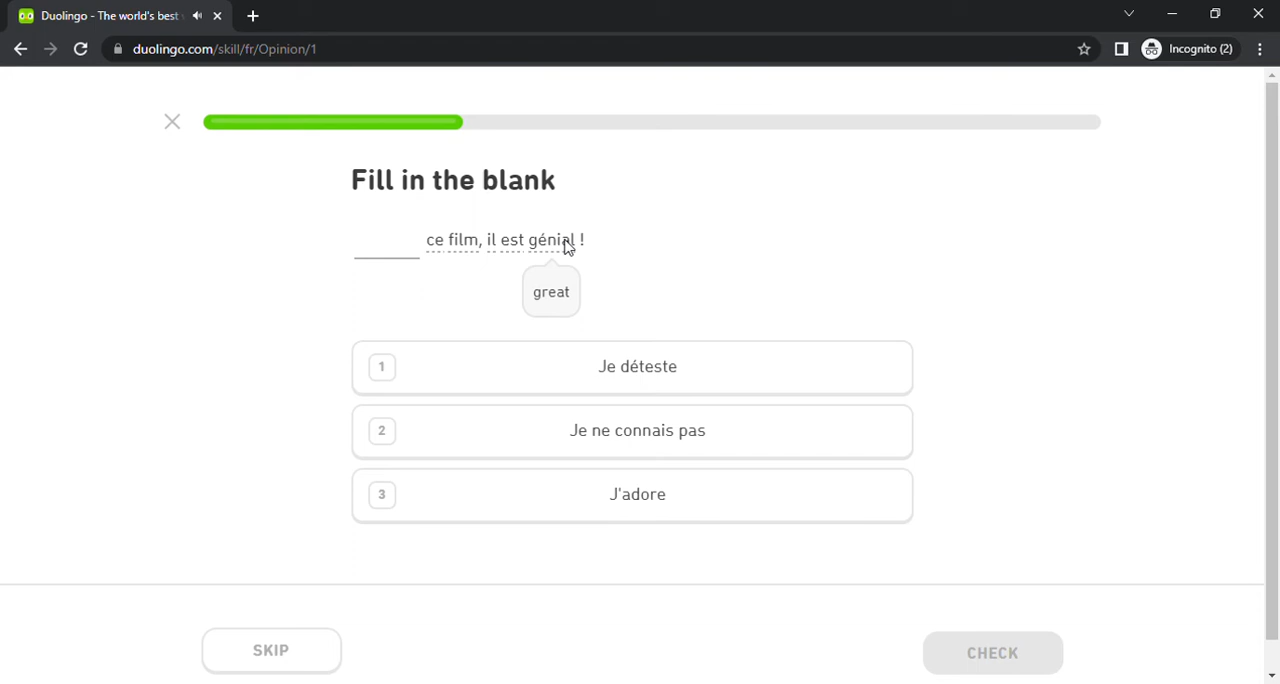 Duolingo - The world's best
duolingo.com/skill/fr/Opinion/1
Incognito (2)
Fill in the blank
ce film, il est génial !
great
1 Je déteste
2 Je ne connais pas
3 J'adore
SKIP
CHECK